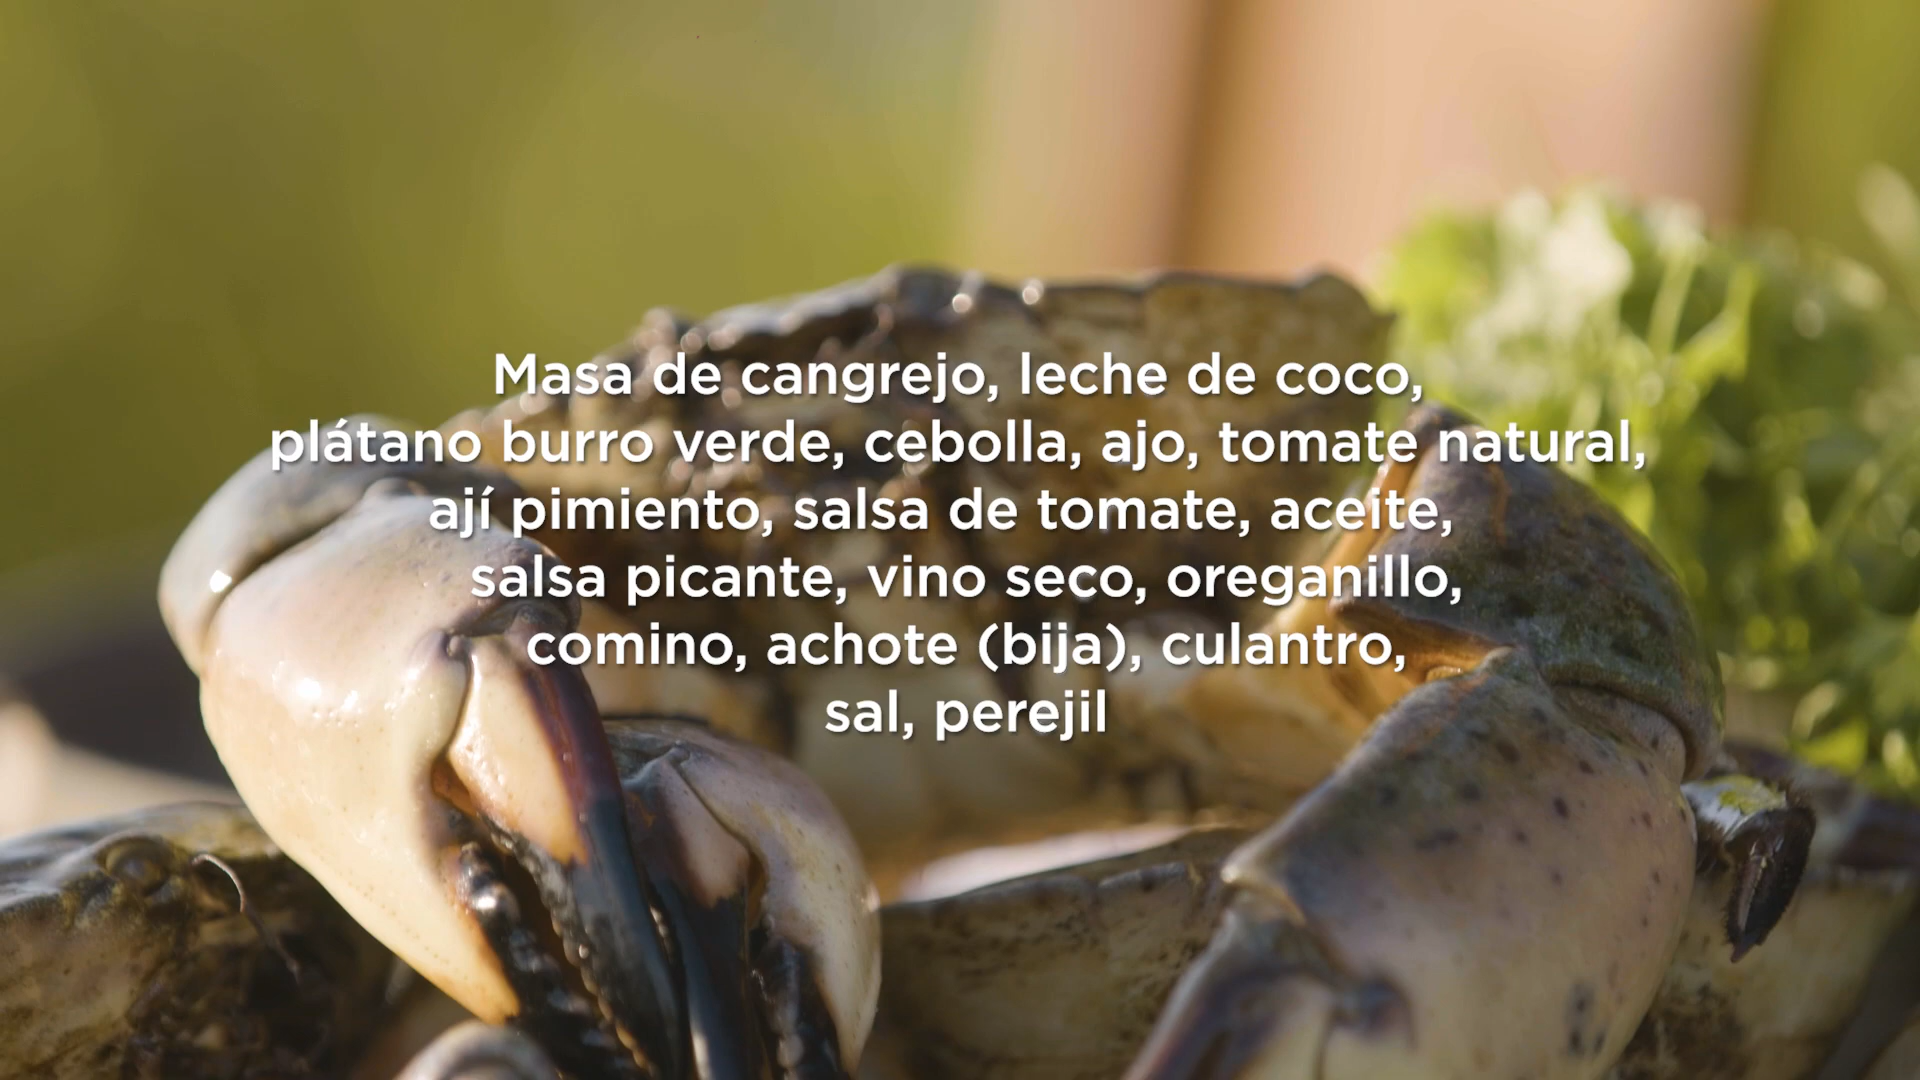 Masa de cangrejo, leche de coco,
plátano burro verde, cebolla, ajo, tomate natural,
ají pimiento, salsa de tomate, aceite,
salsa picante, vino seco, oreganillo,
comino, achote (bija), culantro,
sal, perejil